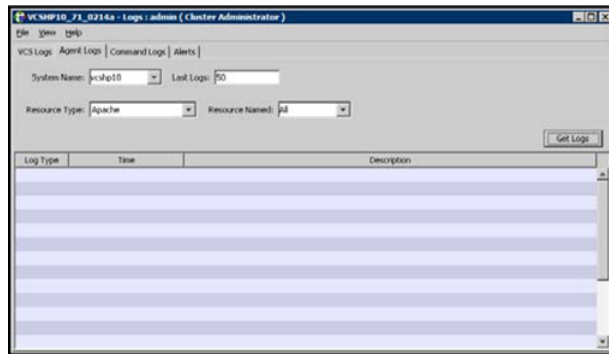 VCSHP10_71_0214a - Logs : admin ( Cluster Administrator )
File View Help
VCS Logs Agent Logs Command Logs Alerts
System Name: vcshp10 Last Logs: 50
Resource Type: Apache Resource Named: All
Get Logs
Log Type Time Description